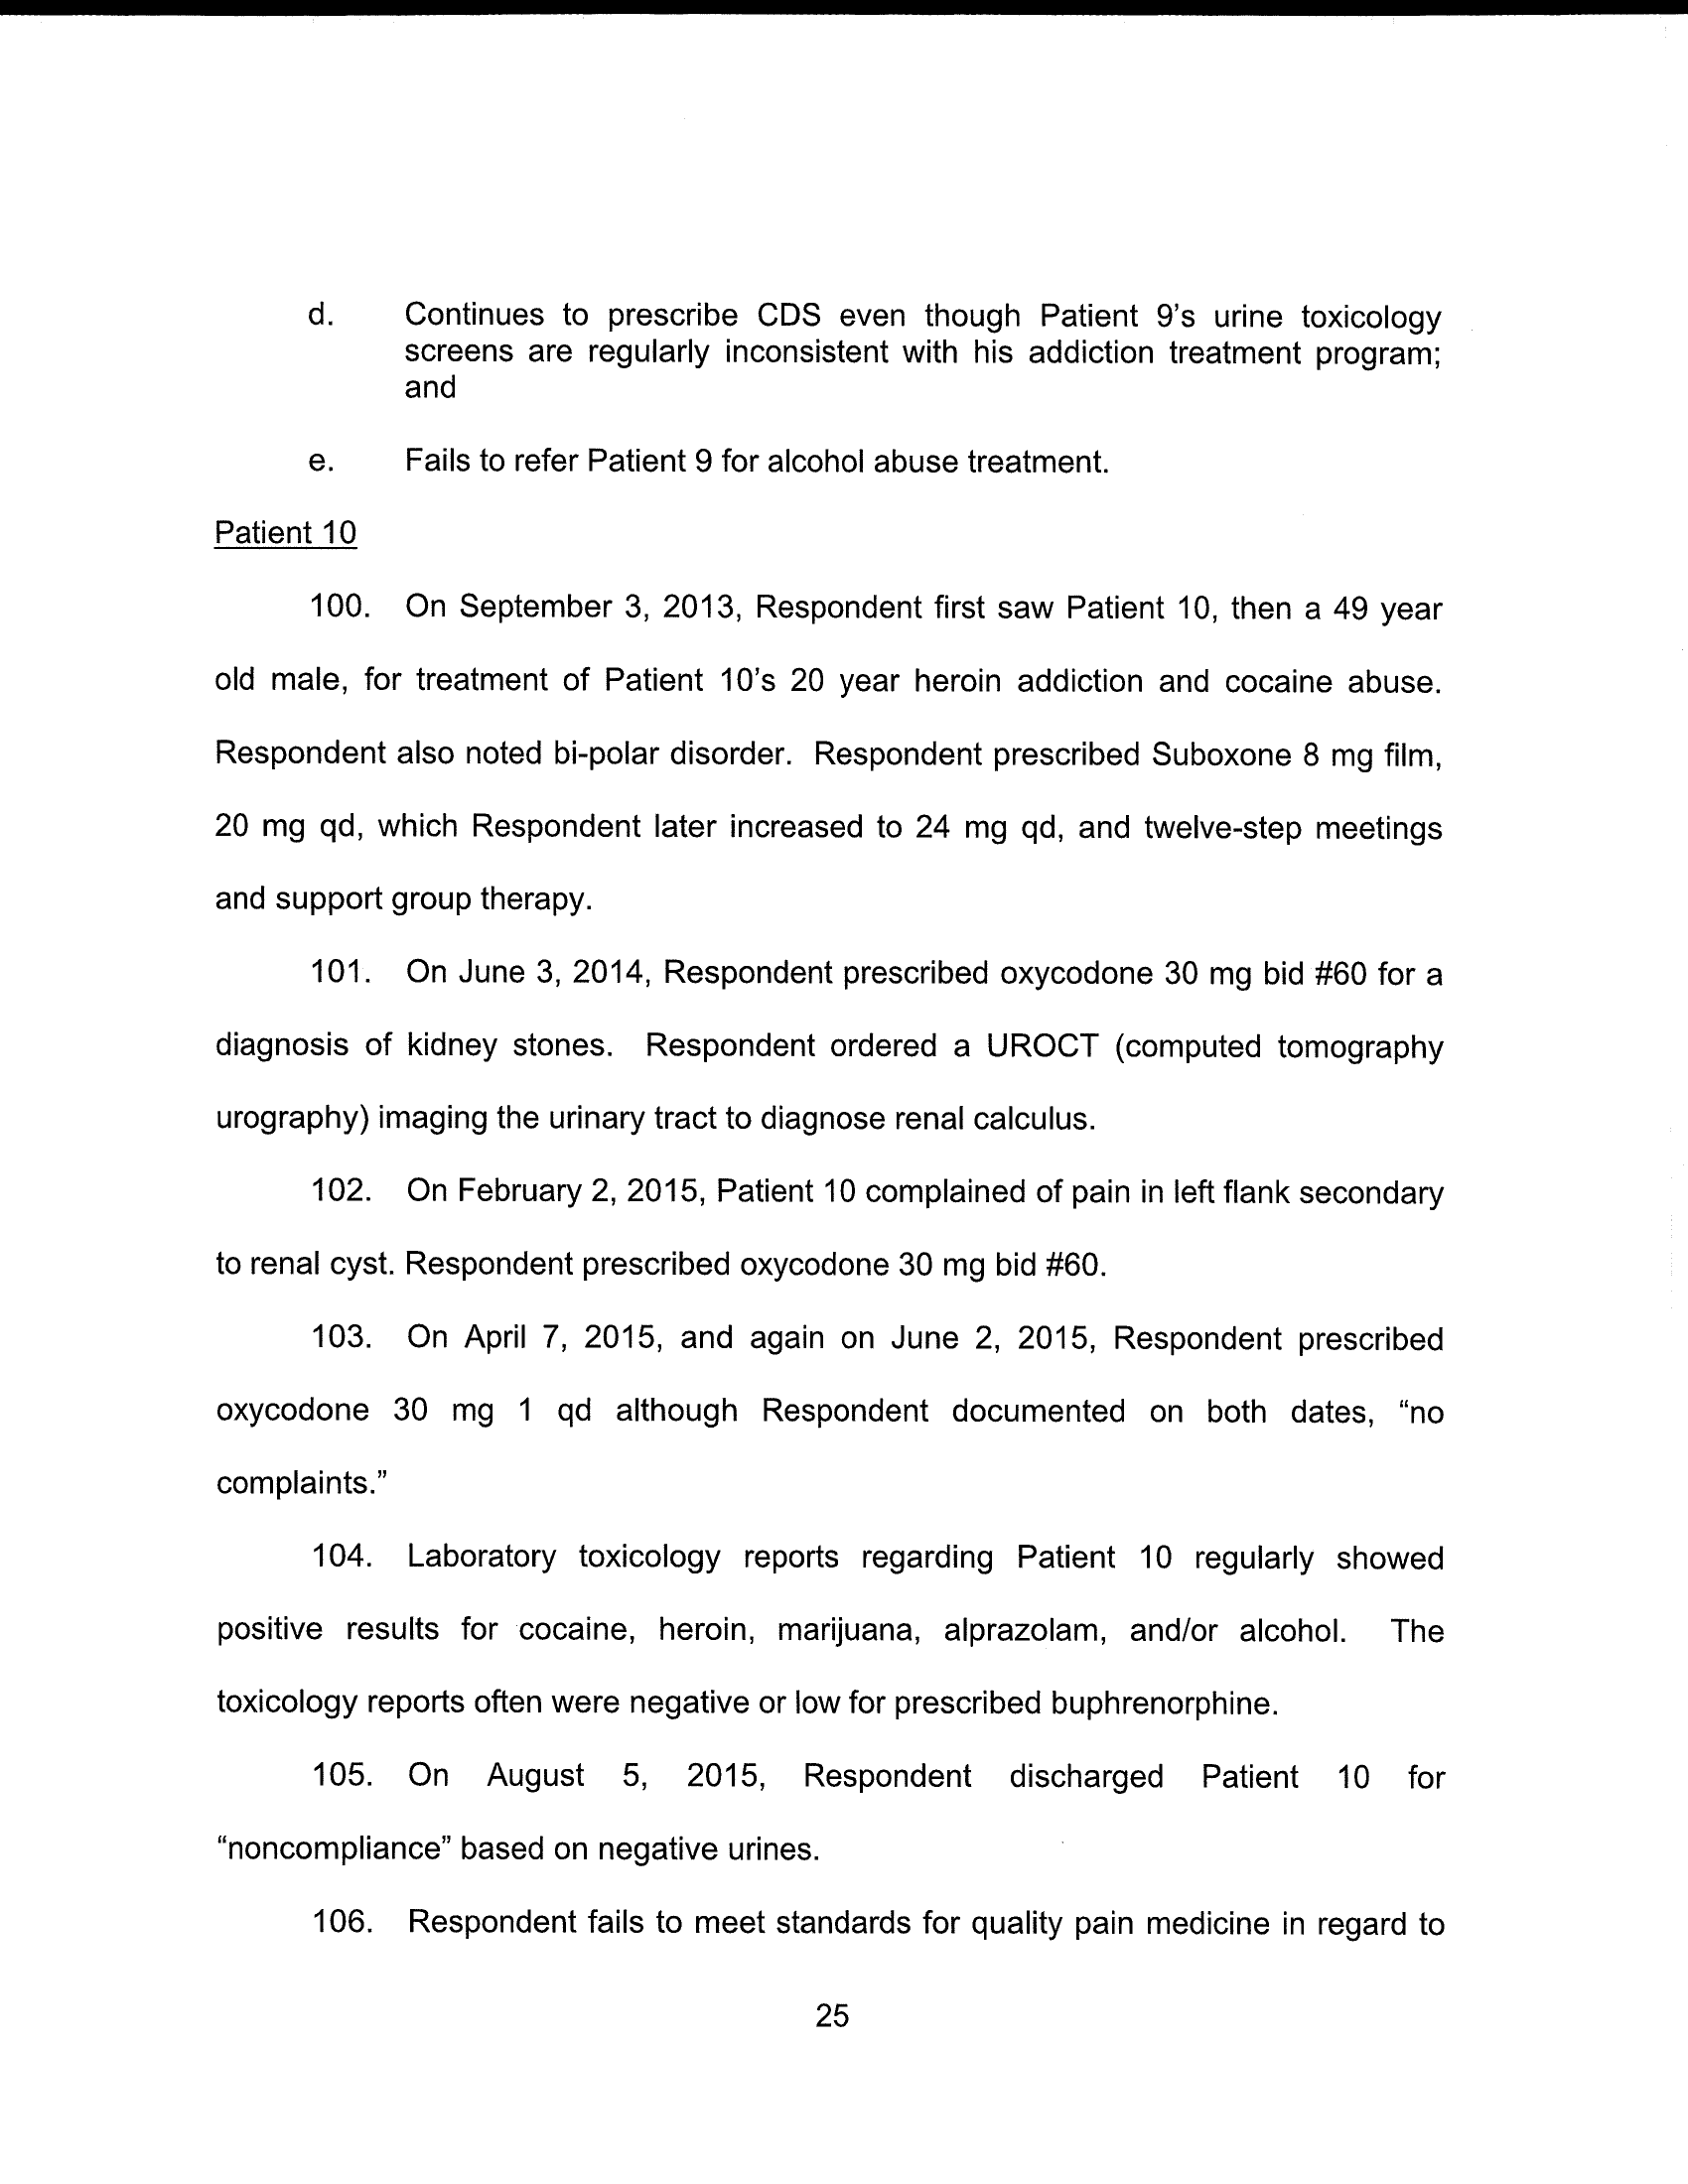 d. Continues to prescribe CDS even though Patient 9's urine toxicology
screens are regularly inconsistent with his addiction treatment program;
and
e. Fails to refer Patient 9 for alcohol abuse treatment.
Patient 10
100. On September 3, 2013, Respondent first saw Patient 10, then a 49 year
old male, for treatment of Patient 10's 20 year heroin addiction and cocaine abuse.
Respondent also noted bi-polar disorder. Respondent prescribed Suboxone 8 mg film,
20 mg qd, which Respondent later increased to 24 mg qd, and twelve-step meetings
and support group therapy.
101. On June 3, 2014, Respondent prescribed oxycodone 30 mg bid #60 for a
diagnosis of kidney stones. Respondent ordered a UROCT (computed tomography
urography) imaging the urinary tract to diagnose renal calculus.
102. On February 2, 2015, Patient 10 complained of pain in left flank secondary
to renal cyst. Respondent prescribed oxycodone 30 mg bid #60.
103. On April 7, 2015, and again on June 2, 2015, Respondent prescribed
oxycodone 30 mg 1 qd although Respondent documented on both dates, “no
complaints.”
104. Laboratory toxicology reports regarding Patient 10 regularly showed
positive results for cocaine, heroin, marijuana, alprazolam, and/or alcohol. The
toxicology reports often were negative or low for prescribed buphrenorphine.
105. On August 5, 2015, Respondent discharged Patient 10 for
“noncompliance” based on negative urines.
106. Respondent fails to meet standards for quality pain medicine in regard to
25